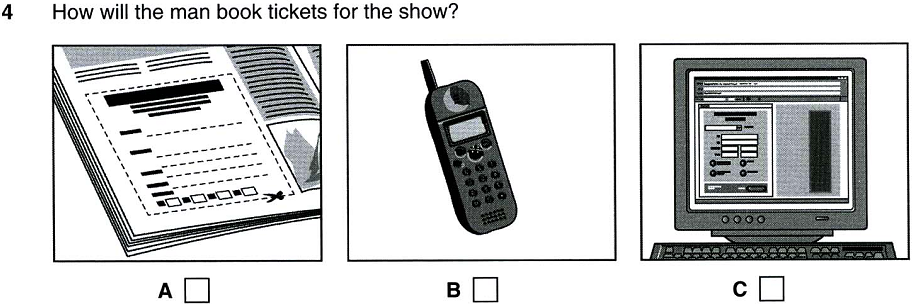 4 How will the man book tickets for the show?
A
B
C